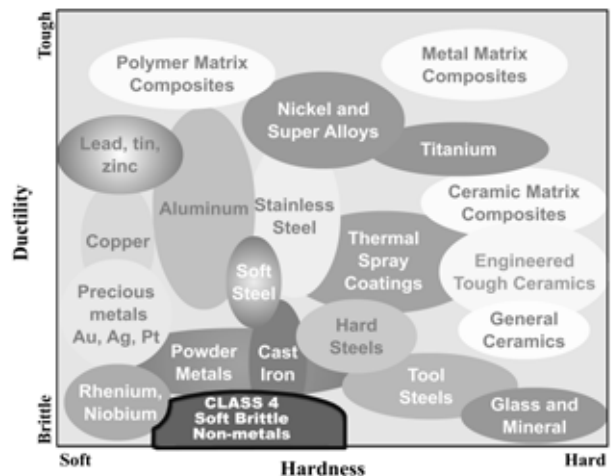 Tough
Ductility
Brittle
Polymer Matrix
Composites
Metal Matrix
Composites
Nickel and
Super Alloys
Lead, tin,
zinc
Titanium
Aluminum
Stainless
Steel
Ceramic Matrix
Composites
Copper
Thermal
Spray
Coatings
Engineered
Tough Ceramics
Soft
Steel
Precious
metals
Au, Ag, Pt
Hard
Steels
General
Ceramics
Powder
Metals
Cast
Iron
Tool
Steels
Rhenium,
Niobium
CLASS 4
Soft Brittle
Non-metals
Glass and
Mineral
Soft
Hardness
Hard